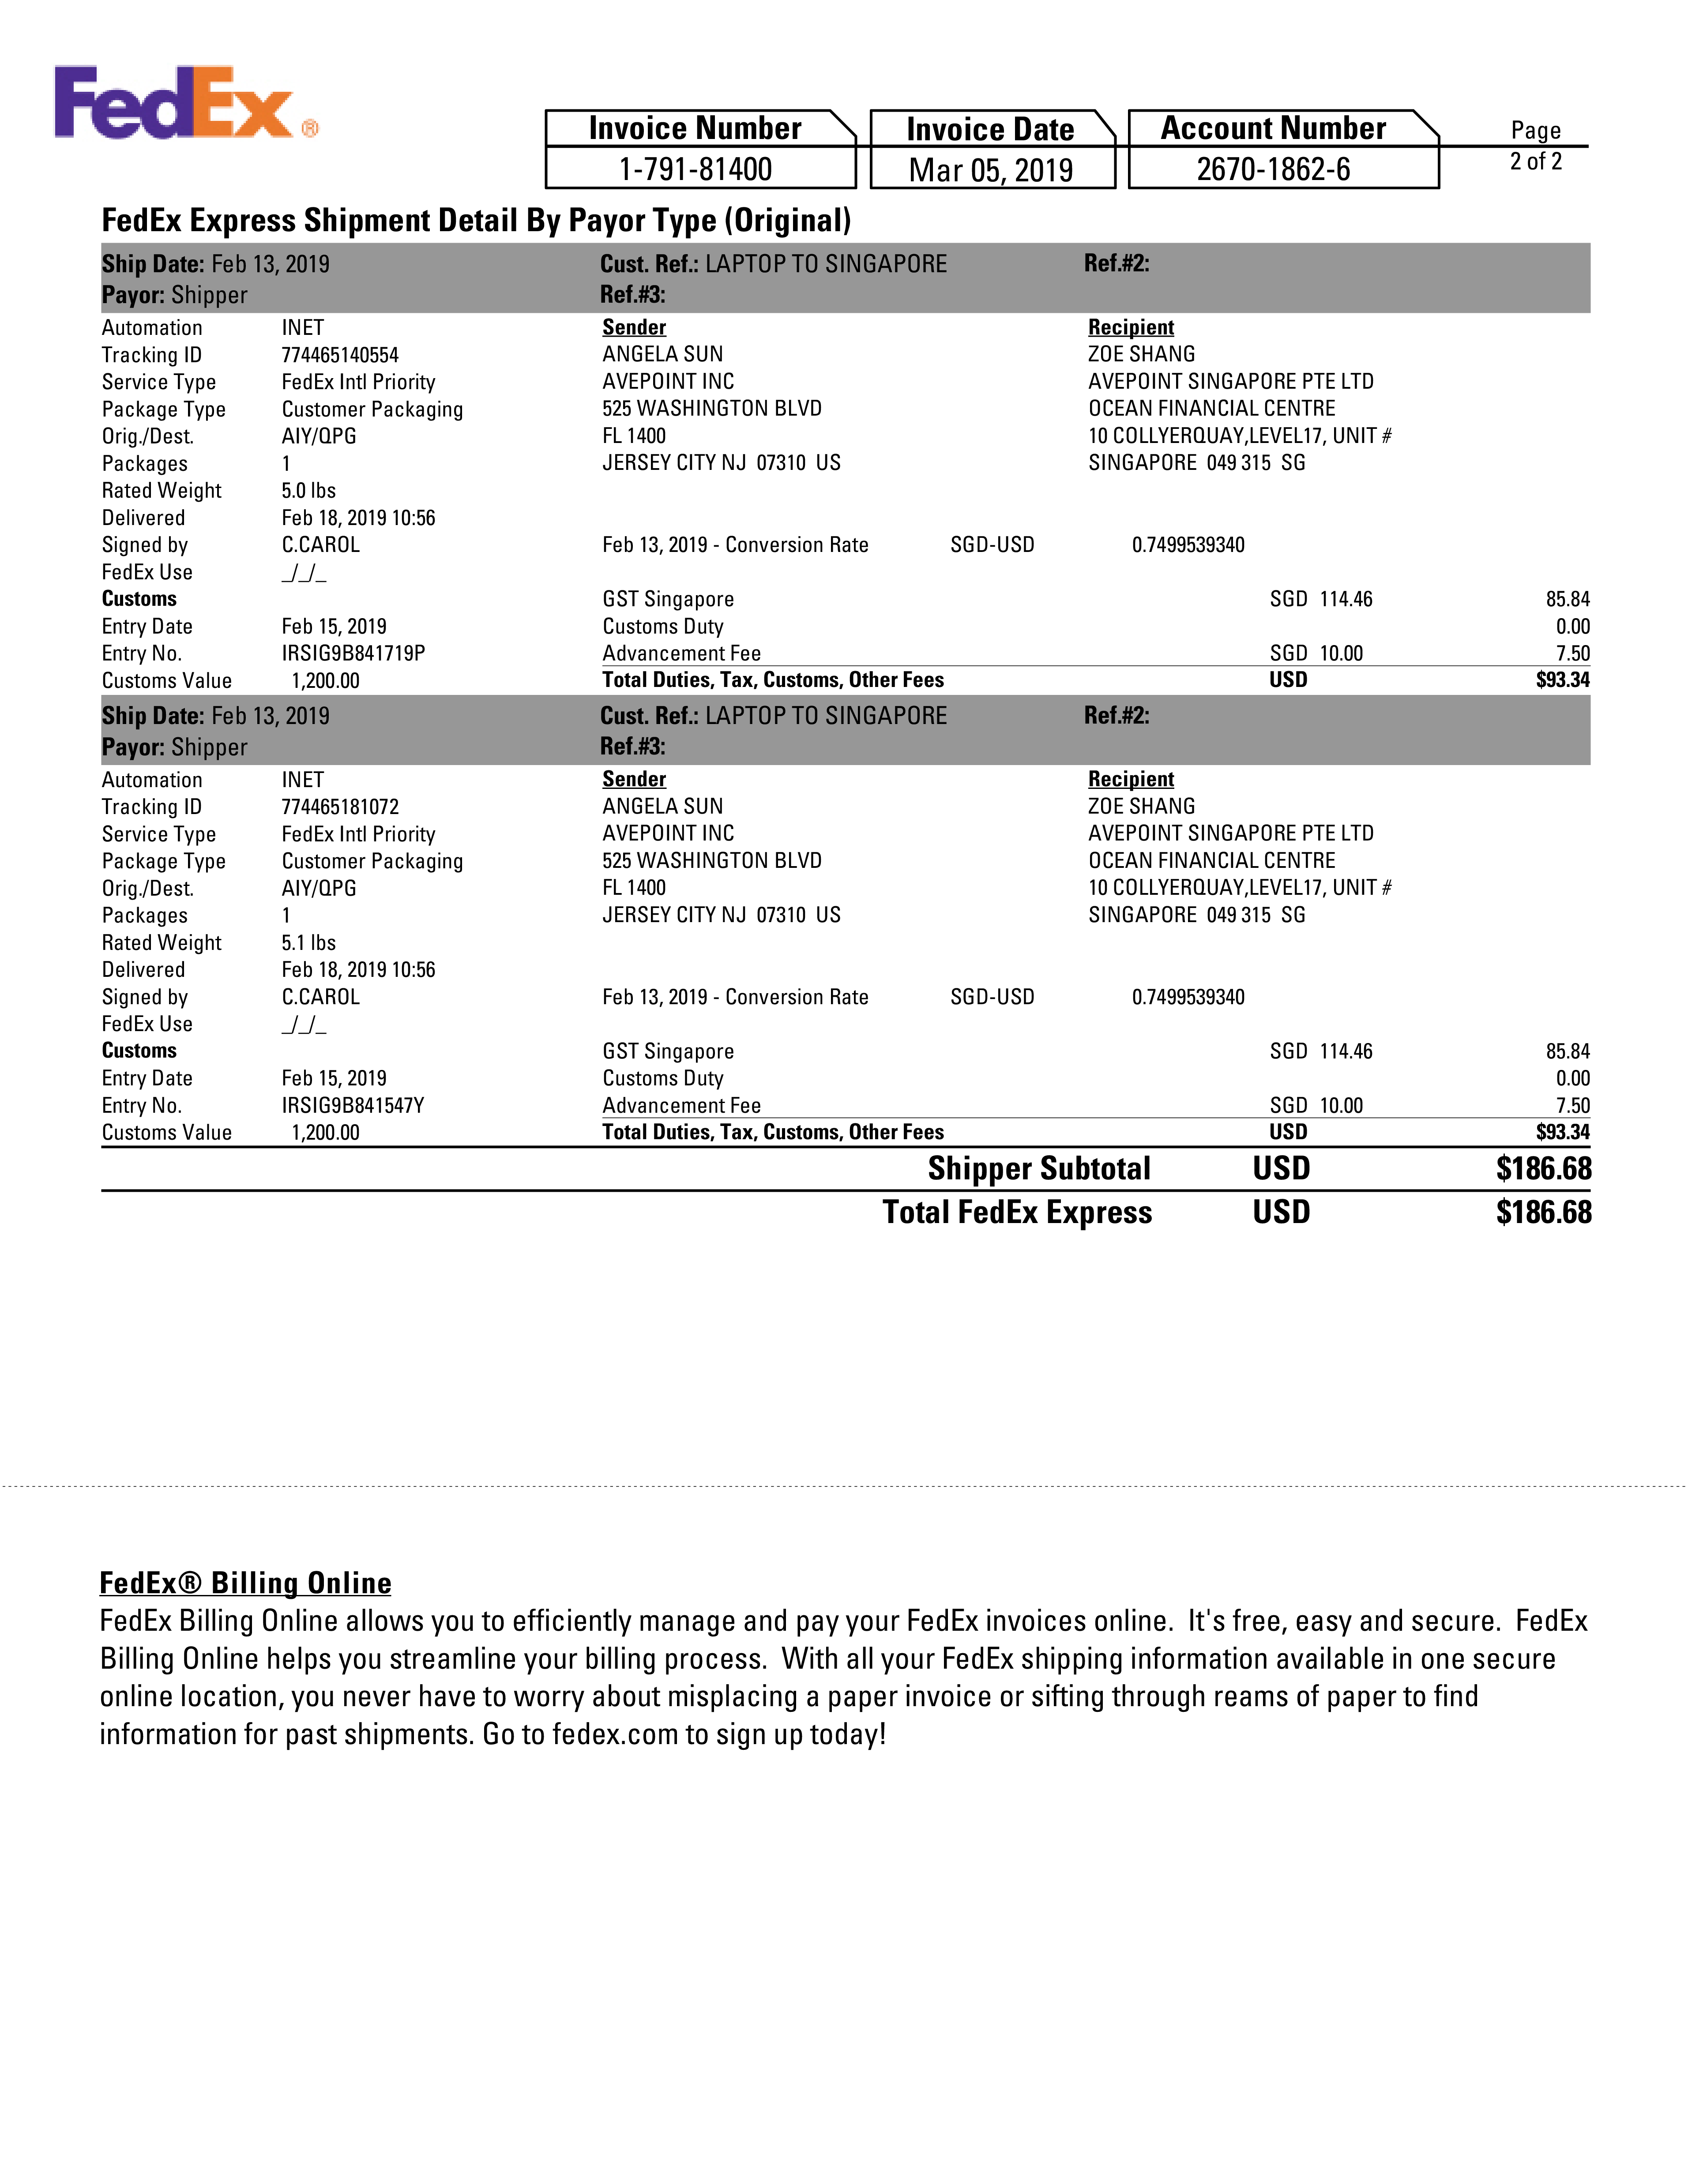 FedEx®
Invoice Number Invoice Date Account Number Page
1-791-81400 Mar 05, 2019 2670-1862-6 2 of 2
FedEx Express Shipment Detail By Payor Type (Original)
Ship Date: Feb 13, 2019 Cust. Ref.: LAPTOP TO SINGAPORE Ref.#2:
Payor: Shipper Ref.#3:
Automation INET Sender Recipient
Tracking ID 774465140554 ANGELA SUN ZOE SHANG
Service Type FedEx Intl Priority AVEPOINT INC AVEPOINT SINGAPORE PTE LTD
Package Type Customer Packaging 525 WASHINGTON BLVD OCEAN FINANCIAL CENTRE
Orig./Dest. AIY/QPG FL 1400 10 COLLYERQUAY,LEVEL17, UNIT #
Packages 1 JERSEY CITY NJ 07310 US SINGAPORE 049 315 SG
Rated Weight 5.0 lbs
Delivered Feb 18, 2019 10:56
Signed by C.CAROL Feb 13, 2019 - Conversion Rate SGD-USD 0.7499539340
FedEx Use _/_/_
Customs GST Singapore SGD 114.46 85.84
Entry Date Feb 15, 2019 Customs Duty 0.00
Entry No. IRSIG9B841719P Advancement Fee SGD 10.00 7.50
Customs Value 1,200.00 Total Duties, Tax, Customs, Other Fees USD $93.34
Ship Date: Feb 13, 2019 Cust. Ref.: LAPTOP TO SINGAPORE Ref.#2:
Payor: Shipper Ref.#3:
Automation INET Sender Recipient
Tracking ID 774465181072 ANGELA SUN ZOE SHANG
Service Type FedEx Intl Priority AVEPOINT INC AVEPOINT SINGAPORE PTE LTD
Package Type Customer Packaging 525 WASHINGTON BLVD OCEAN FINANCIAL CENTRE
Orig./Dest. AIY/QPG FL 1400 10 COLLYERQUAY,LEVEL17, UNIT #
Packages 1 JERSEY CITY NJ 07310 US SINGAPORE 049 315 SG
Rated Weight 5.1 lbs
Delivered Feb 18, 2019 10:56
Signed by C.CAROL Feb 13, 2019 - Conversion Rate SGD-USD 0.7499539340
FedEx Use _/_/_
Customs GST Singapore SGD 114.46 85.84
Entry Date Feb 15, 2019 Customs Duty 0.00
Entry No. IRSIG9B841547Y Advancement Fee SGD 10.00 7.50
Customs Value 1,200.00 Total Duties, Tax, Customs, Other Fees USD $93.34
Shipper Subtotal USD $186.68
Total FedEx Express USD $186.68
FedEx® Billing Online
FedEx Billing Online allows you to efficiently manage and pay your FedEx invoices online. It's free, easy and secure. FedEx
Billing Online helps you streamline your billing process. With all your FedEx shipping information available in one secure
online location, you never have to worry about misplacing a paper invoice or sifting through reams of paper to find
information for past shipments. Go to fedex.com to sign up today!